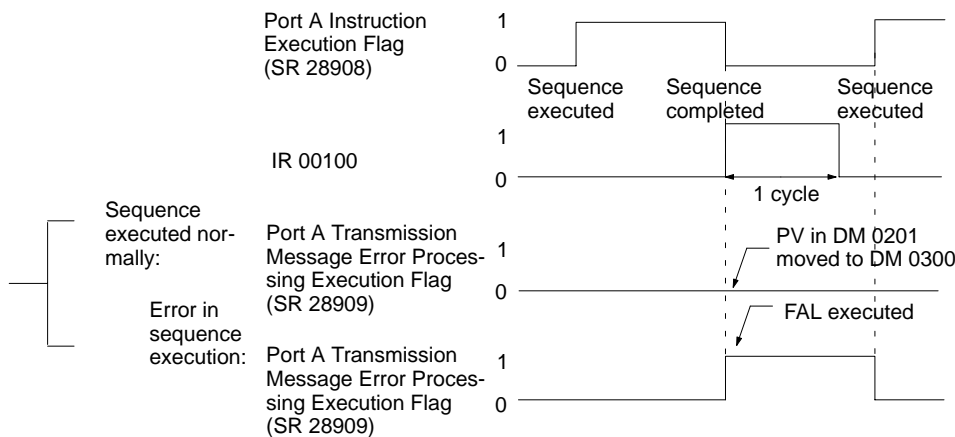 Port A Instruction
Execution Flag
(SR 28908)
1
0
Sequence
executed
Sequence
completed
Sequence
executed
IR 00100
1
0
1 cycle
Sequence
executed nor-
mally:
Port A Transmission
Message Error Proces-
sing Execution Flag
(SR 28909)
1
0
PV in DM 0201
moved to DM 0300
Error in
sequence
execution:
Port A Transmission
Message Error Proces-
sing Execution Flag
(SR 28909)
1
0
FAL executed